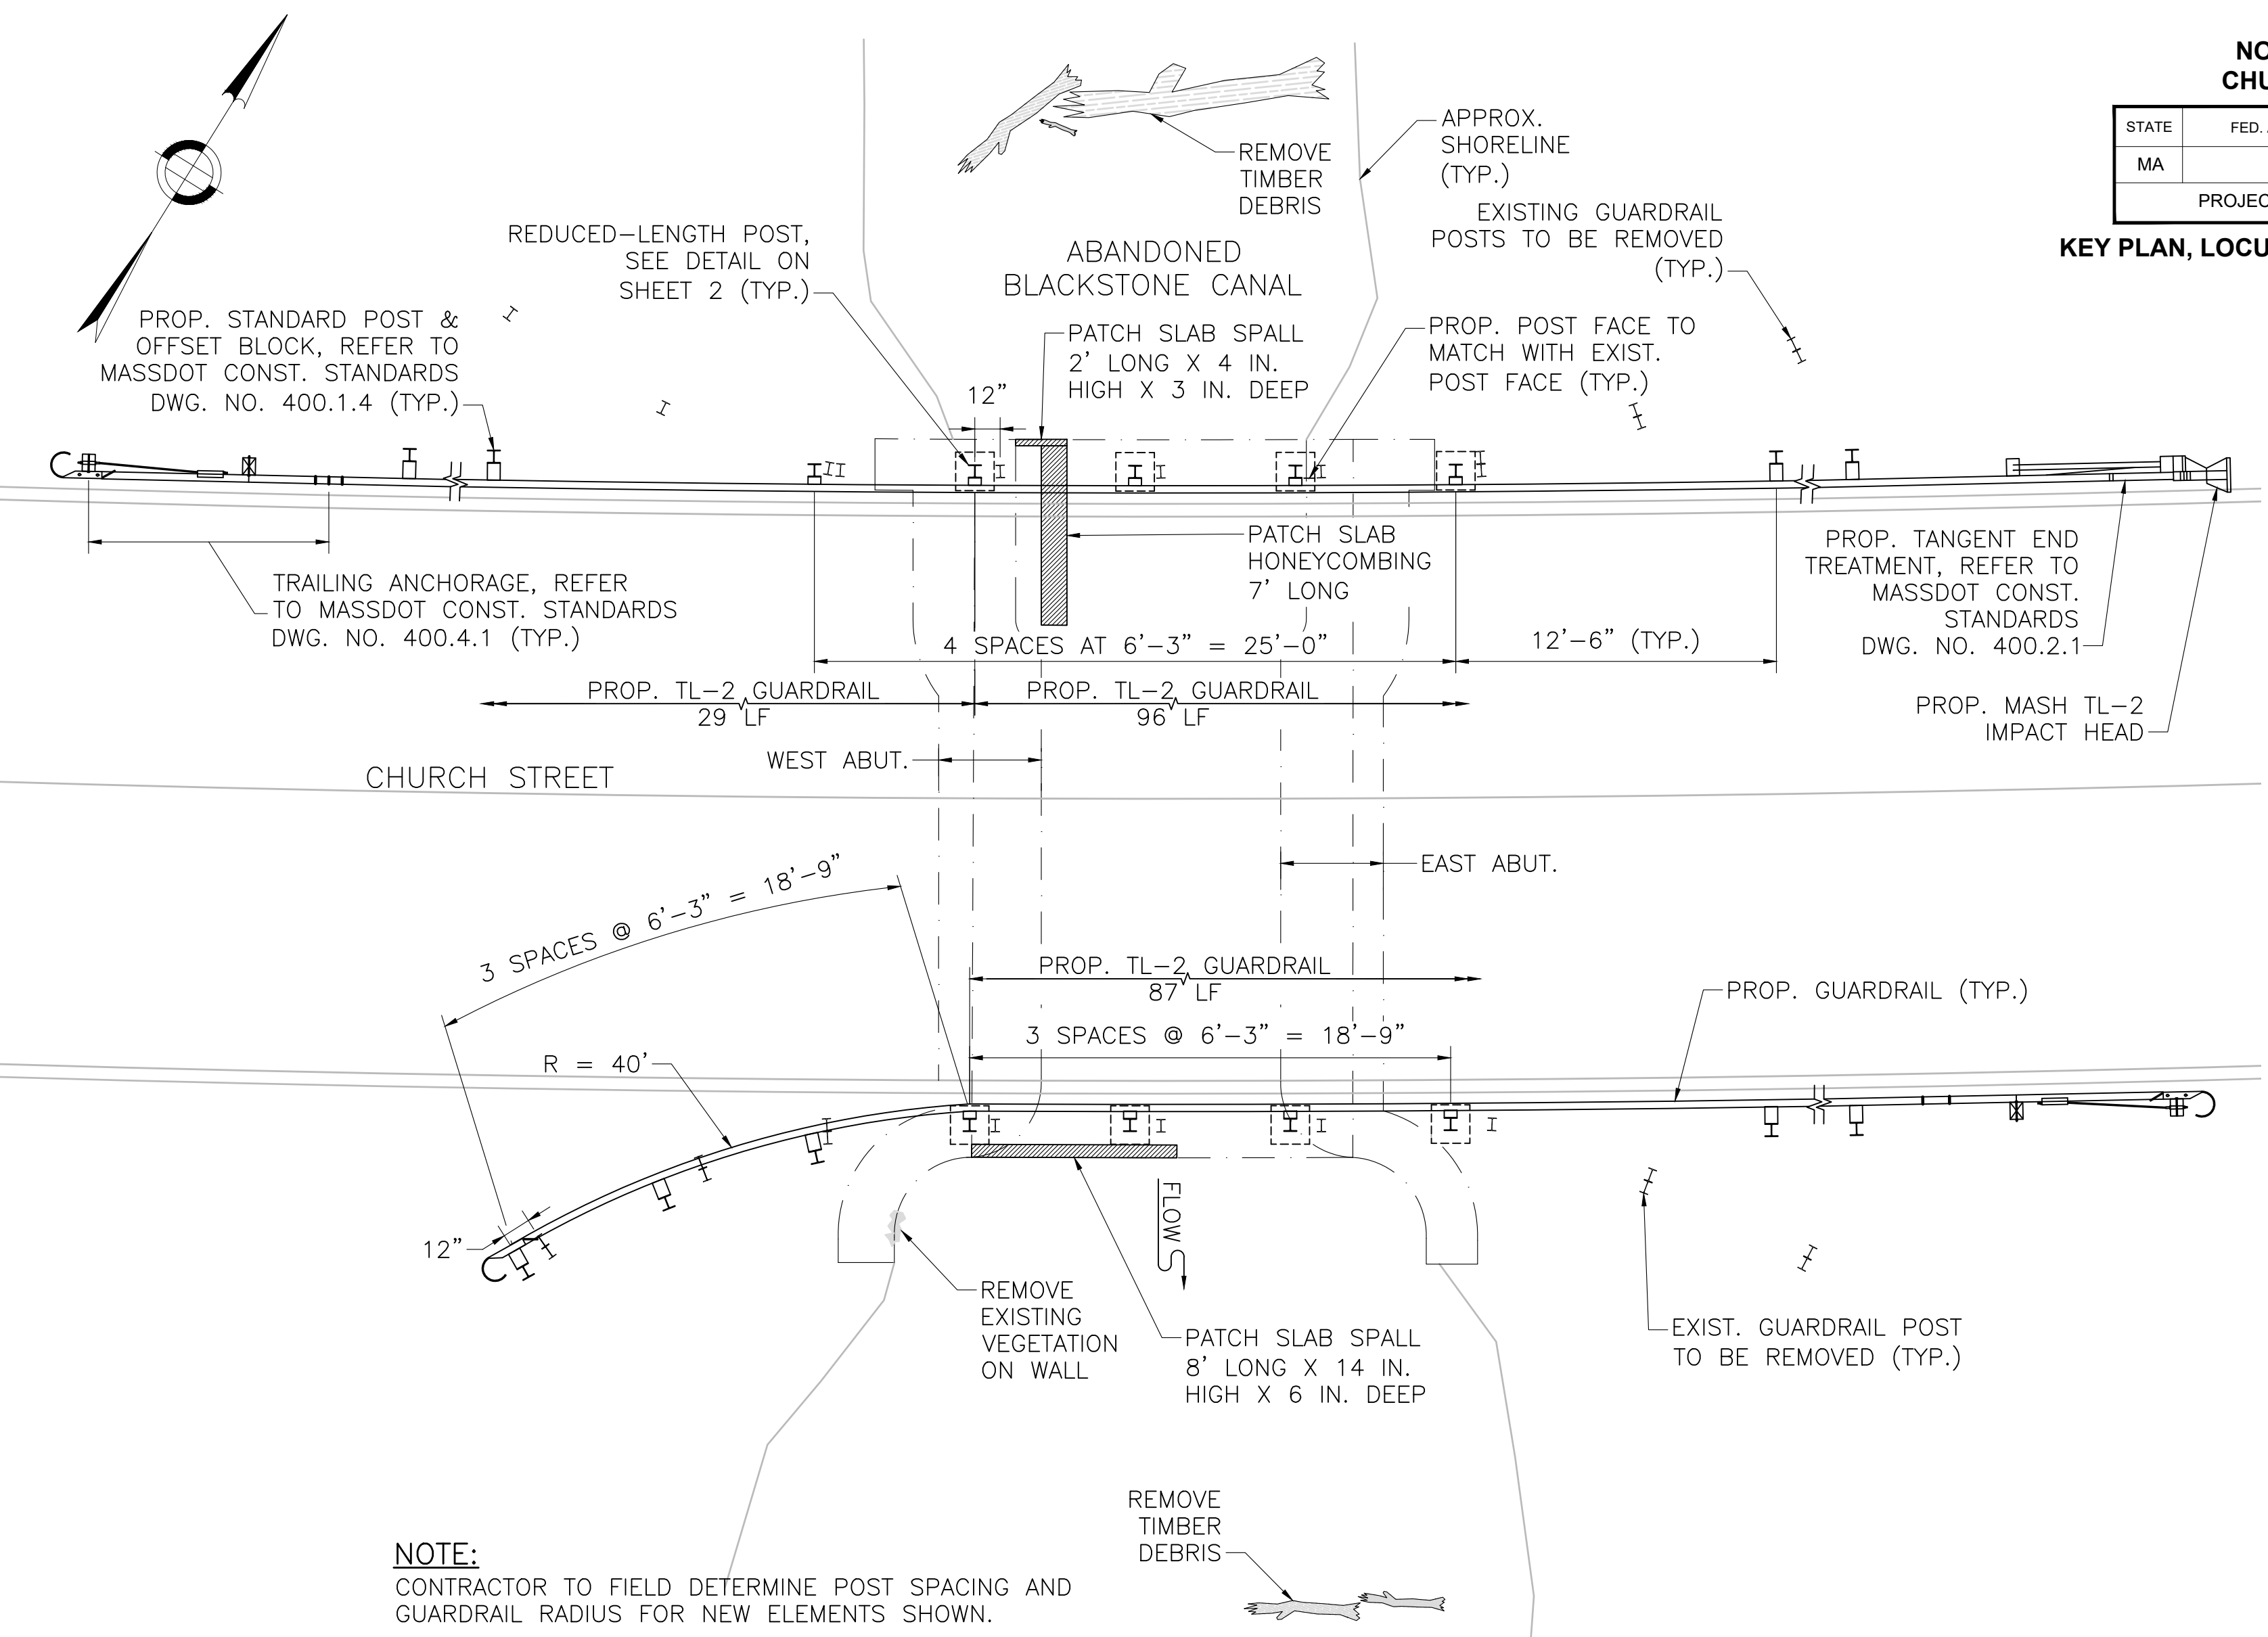 NO
CHU
STATE
FED.
MA
PROJEC
KEY PLAN, LOCU
REMOVE
TIMBER
DEBRIS
APPROX.
SHORELINE
(TYP.)
EXISTING GUARDRAIL
POSTS TO BE REMOVED
(TYP.)
REDUCED-LENGTH POST,
SEE DETAIL ON
SHEET 2 (TYP.)
ABANDONED
BLACKSTONE CANAL
PROP. STANDARD POST &
OFFSET BLOCK, REFER TO
MASSDOT CONST. STANDARDS
DWG. NO. 400.1.4 (TYP.)
PATCH SLAB SPALL
2' LONG X 4 IN.
HIGH X 3 IN. DEEP
12"
PROP. POST FACE TO
MATCH WITH EXIST.
POST FACE (TYP.)
TRAILING ANCHORAGE, REFER
TO MASSDOT CONST. STANDARDS
DWG. NO. 400.4.1 (TYP.)
PATCH SLAB
HONEYCOMBING
7' LONG
PROP. TANGENT END
TREATMENT, REFER TO
MASSDOT CONST.
STANDARDS
DWG. NO. 400.2.1
4 SPACES AT 6'-3" = 25'-0"
12'-6" (TYP.)
PROP. TL-2 GUARDRAIL
29 LF
PROP. TL-2 GUARDRAIL
96 LF
PROP. MASH TL-2
IMPACT HEAD
WEST ABUT.
CHURCH STREET
EAST ABUT.
3 SPACES @ 6'-3" = 18'-9"
PROP. TL-2 GUARDRAIL
87 LF
PROP. GUARDRAIL (TYP.)
3 SPACES @ 6'-3" = 18'-9"
R = 40'
12"
FLOW
REMOVE
EXISTING
VEGETATION
ON WALL
PATCH SLAB SPALL
8' LONG X 14 IN.
HIGH X 6 IN. DEEP
EXIST. GUARDRAIL POST
TO BE REMOVED (TYP.)
REMOVE
TIMBER
DEBRIS
NOTE:
CONTRACTOR TO FIELD DETERMINE POST SPACING AND
GUARDRAIL RADIUS FOR NEW ELEMENTS SHOWN.